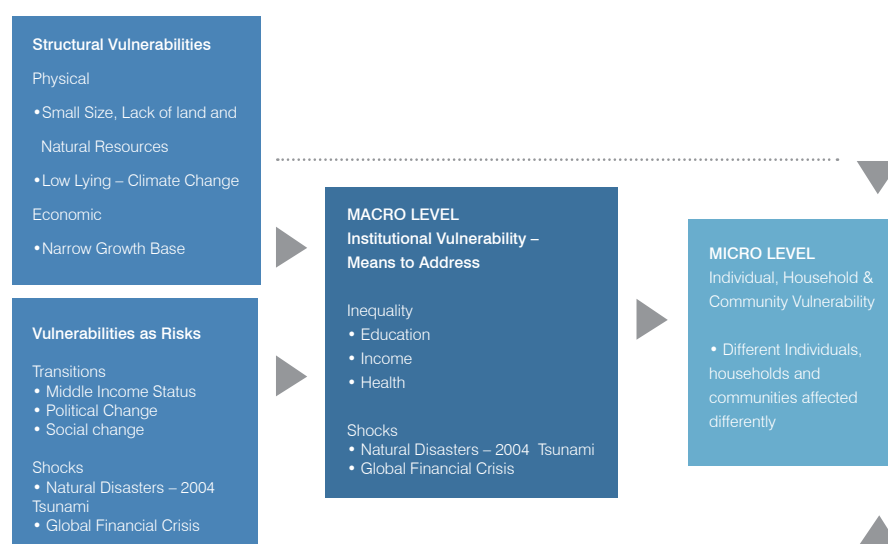 Structural Vulnerabilities
Physical
•Small Size, Lack of land and
Natural Resources
•Low Lying – Climate Change
Economic
•Narrow Growth Base
Vulnerabilities as Risks
Transitions
• Middle Income Status
• Political Change
• Social change
Shocks
• Natural Disasters – 2004
Tsunami
• Global Financial Crisis
MACRO LEVEL
Institutional Vulnerability –
Means to Address
Inequality
• Education
• Income
• Health
Shocks
• Natural Disasters – 2004 Tsunami
• Global Financial Crisis
MICRO LEVEL
Individual, Household &
Community Vulnerability
• Different Individuals,
households and
communities affected
differently